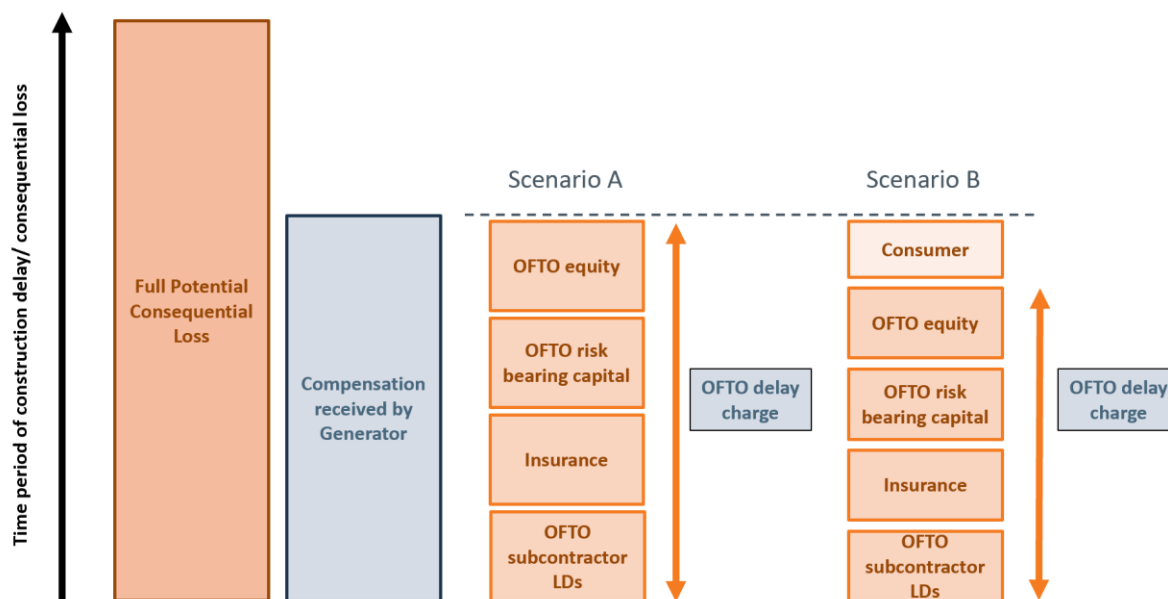 Time period of construction delay/ consequential loss
Full Potential
Consequential
Loss
Compensation
received by
Generator
Scenario A
OFTO equity
OFTO risk
bearing capital
Insurance
OFTO
subcontractor
LDs
OFTO delay
charge
Scenario B
Consumer
OFTO equity
OFTO risk
bearing capital
Insurance
OFTO
subcontractor
LDs
OFTO delay
charge